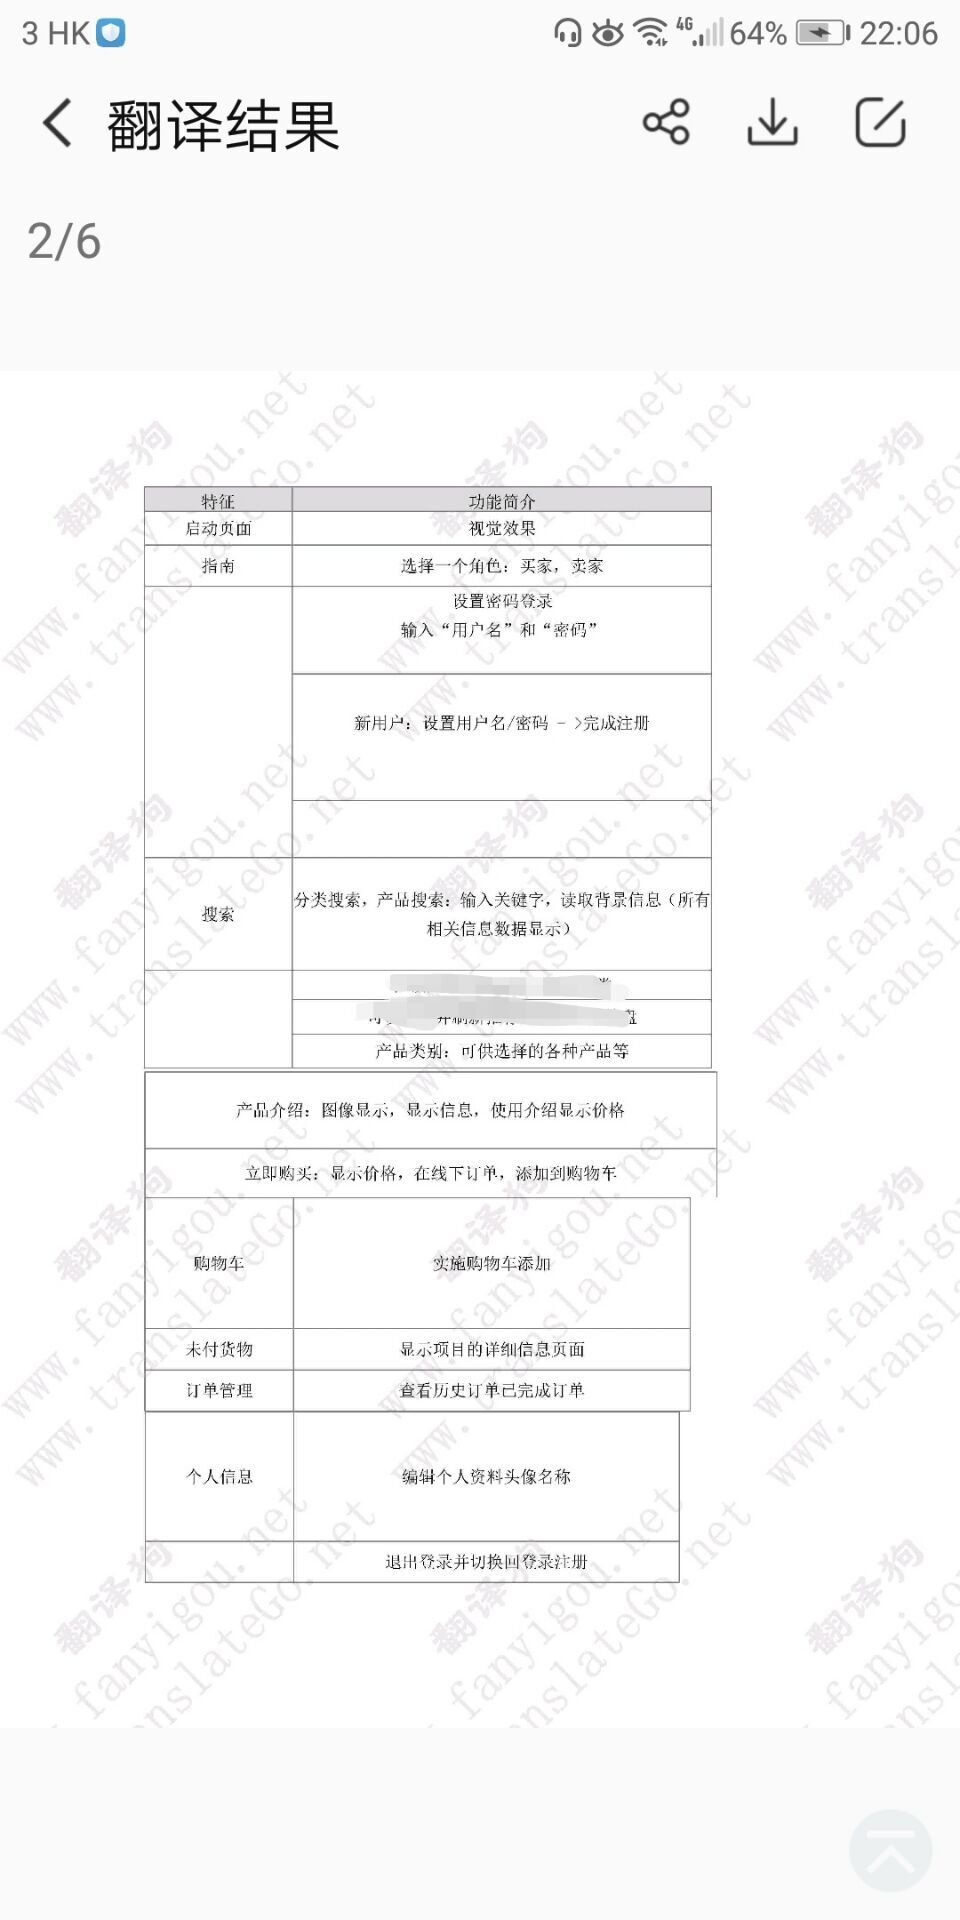 3 HK
4G
64%
22:06
翻译结果
2/6
特征 功能简介
启动页面 视觉效果
指南 选择一个角色：买家，卖家
设置密码登录
输入“用户名”和“密码”
新用户：设置用户名/密码 - >完成注册
搜索
分类搜索，产品搜索：输入关键字，读取背景信息（所有
相关信息数据显示）
产品类别：可供选择的各种产品等
产品介绍：图像显示，显示信息，使用介绍显示价格
立即购买：显示价格，在线下订单，添加到购物车
购物车 实施购物车添加
未付货物 显示项目的详细信息页面
订单管理 查看历史订单已完成订单
个人信息 编辑个人资料头像名称
退出登录并切换回登录注册
翻译狗
www.fanyigou.net
www.translateGo.net